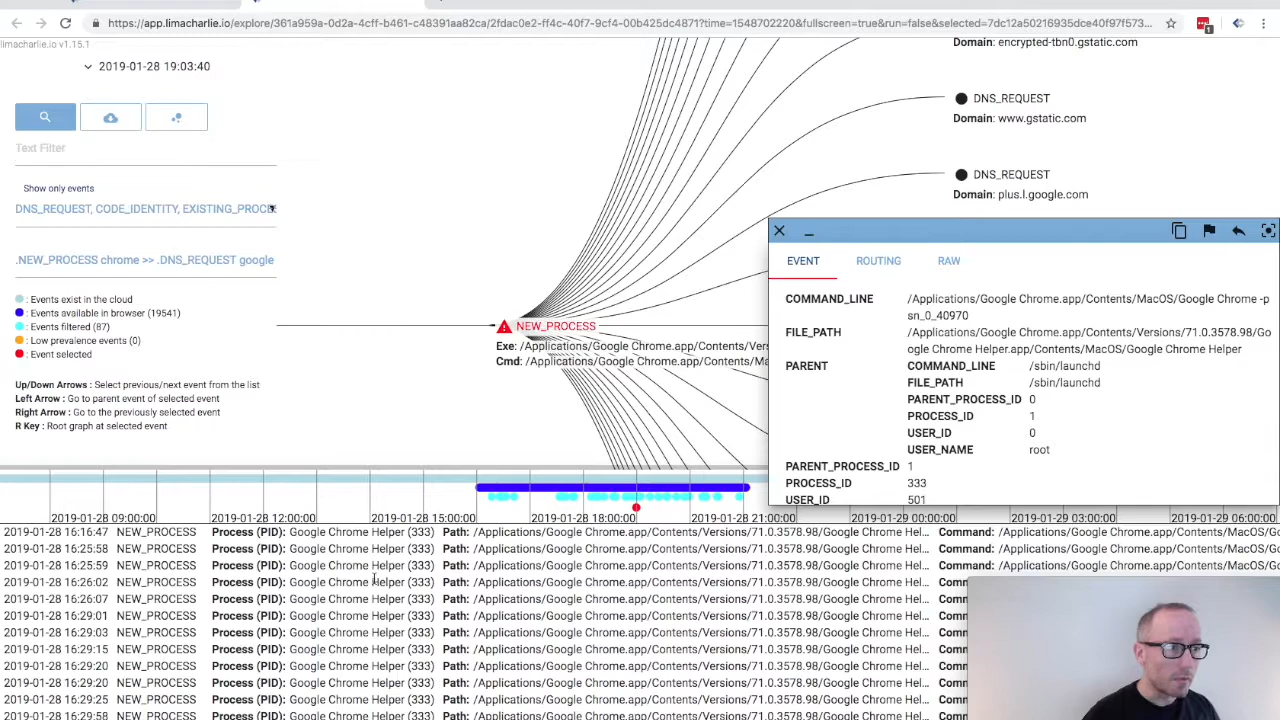 https://app.limacharlie.io/explore/361a959a-0d2a-4cff-b461-c48391aa82ca/2fdac0e2-ff4c-40f7-9cf4-00b425dc4871?time=1548702220&fullscreen=true&run=false&selected=7dc12a50216935dce40f97f573...
1
limacharlie.io v1.15.1
2019-01-28 19:03:40
Text Filter
Show only events
DNS_REQUEST, CODE_IDENTITY, EXISTING_PROCE
.NEW_PROCESS chrome >> .DNS_REQUEST google
: Events exist in the cloud
: Events available in browser (19541)
: Events filtered (87)
: Low prevalence events (0)
: Event selected
Up/Down Arrows : Select previous/next event from the list
Left Arrow : Go to parent event of selected event
Right Arrow : Go to the previously selected event
R Key : Root graph at selected event
Domain: encrypted-tbn0.gstatic.com
DNS_REQUEST
Domain: www.gstatic.com
DNS_REQUEST
Domain: plus.l.google.com
NEW_PROCESS
Exe: /Applications/Google Chrome.app/Contents/Vers
Cmd: /Applications/Google Chrome.app/Contents/Ma
EVENT ROUTING RAW
COMMAND_LINE /Applications/Google Chrome.app/Contents/MacOS/Google Chrome -p
sn_0_40970
FILE_PATH /Applications/Google Chrome.app/Contents/Versions/71.0.3578.98/Go
ogle Chrome Helper.app/Contents/MacOS/Google Chrome Helper
PARENT COMMAND_LINE /sbin/launchd
FILE_PATH /sbin/launchd
PARENT_PROCESS_ID 0
PROCESS_ID 1
USER_ID 0
USER_NAME root
PARENT_PROCESS_ID 1
PROCESS_ID 333
USER_ID 501
2019-01-28 09:00:00 2019-01-28 12:00:00 2019-01-28 15:00:00 2019-01-28 18:00:00 2019-01-28 21:00:00 2019-01-29 00:00:00 2019-01-29 03:00:00 2019-01-29 06:00:00
2019-01-28 16:16:47 NEW_PROCESS Process (PID): Google Chrome Helper (333) Path: /Applications/Google Chrome.app/Contents/Versions/71.0.3578.98/Google Chrome Hel... Command: /Applications/Google Chrome.app/Contents/MacOS/G
2019-01-28 16:25:58 NEW_PROCESS Process (PID): Google Chrome Helper (333) Path: /Applications/Google Chrome.app/Contents/Versions/71.0.3578.98/Google Chrome Hel... Command: /Applications/Google Chrome.app/Contents/MacOS/G
2019-01-28 16:25:59 NEW_PROCESS Process (PID): Google Chrome Helper (333) Path: /Applications/Google Chrome.app/Contents/Versions/71.0.3578.98/Google Chrome Hel... Command: /Applications/Google Chrome.app/Contents/MacOS/G
2019-01-28 16:26:02 NEW_PROCESS Process (PID): Google Chrome Helper (333) Path: /Applications/Google Chrome.app/Contents/Versions/71.0.3578.98/Google Chrome Hel... Comm
2019-01-28 16:26:07 NEW_PROCESS Process (PID): Google Chrome Helper (333) Path: /Applications/Google Chrome.app/Contents/Versions/71.0.3578.98/Google Chrome Hel... Comm
2019-01-28 16:29:01 NEW_PROCESS Process (PID): Google Chrome Helper (333) Path: /Applications/Google Chrome.app/Contents/Versions/71.0.3578.98/Google Chrome Hel... Comm
2019-01-28 16:29:03 NEW_PROCESS Process (PID): Google Chrome Helper (333) Path: /Applications/Google Chrome.app/Contents/Versions/71.0.3578.98/Google Chrome Hel... Comm
2019-01-28 16:29:15 NEW_PROCESS Process (PID): Google Chrome Helper (333) Path: /Applications/Google Chrome.app/Contents/Versions/71.0.3578.98/Google Chrome Hel... Comm
2019-01-28 16:29:20 NEW_PROCESS Process (PID): Google Chrome Helper (333) Path: /Applications/Google Chrome.app/Contents/Versions/71.0.3578.98/Google Chrome Hel... Comm
2019-01-28 16:29:20 NEW_PROCESS Process (PID): Google Chrome Helper (333) Path: /Applications/Google Chrome.app/Contents/Versions/71.0.3578.98/Google Chrome Hel... Comm
2019-01-28 16:29:25 NEW_PROCESS Process (PID): Google Chrome Helper (333) Path: /Applications/Google Chrome.app/Contents/Versions/71.0.3578.98/Google Chrome Hel... Comm
2019-01-28 16:29:58 NEW_PROCESS Process (PID): Google Chrome Helper (333) Path: /Applications/Google Chrome.app/Contents/Versions/71.0.3578.98/Google Chrome Hel... Comm